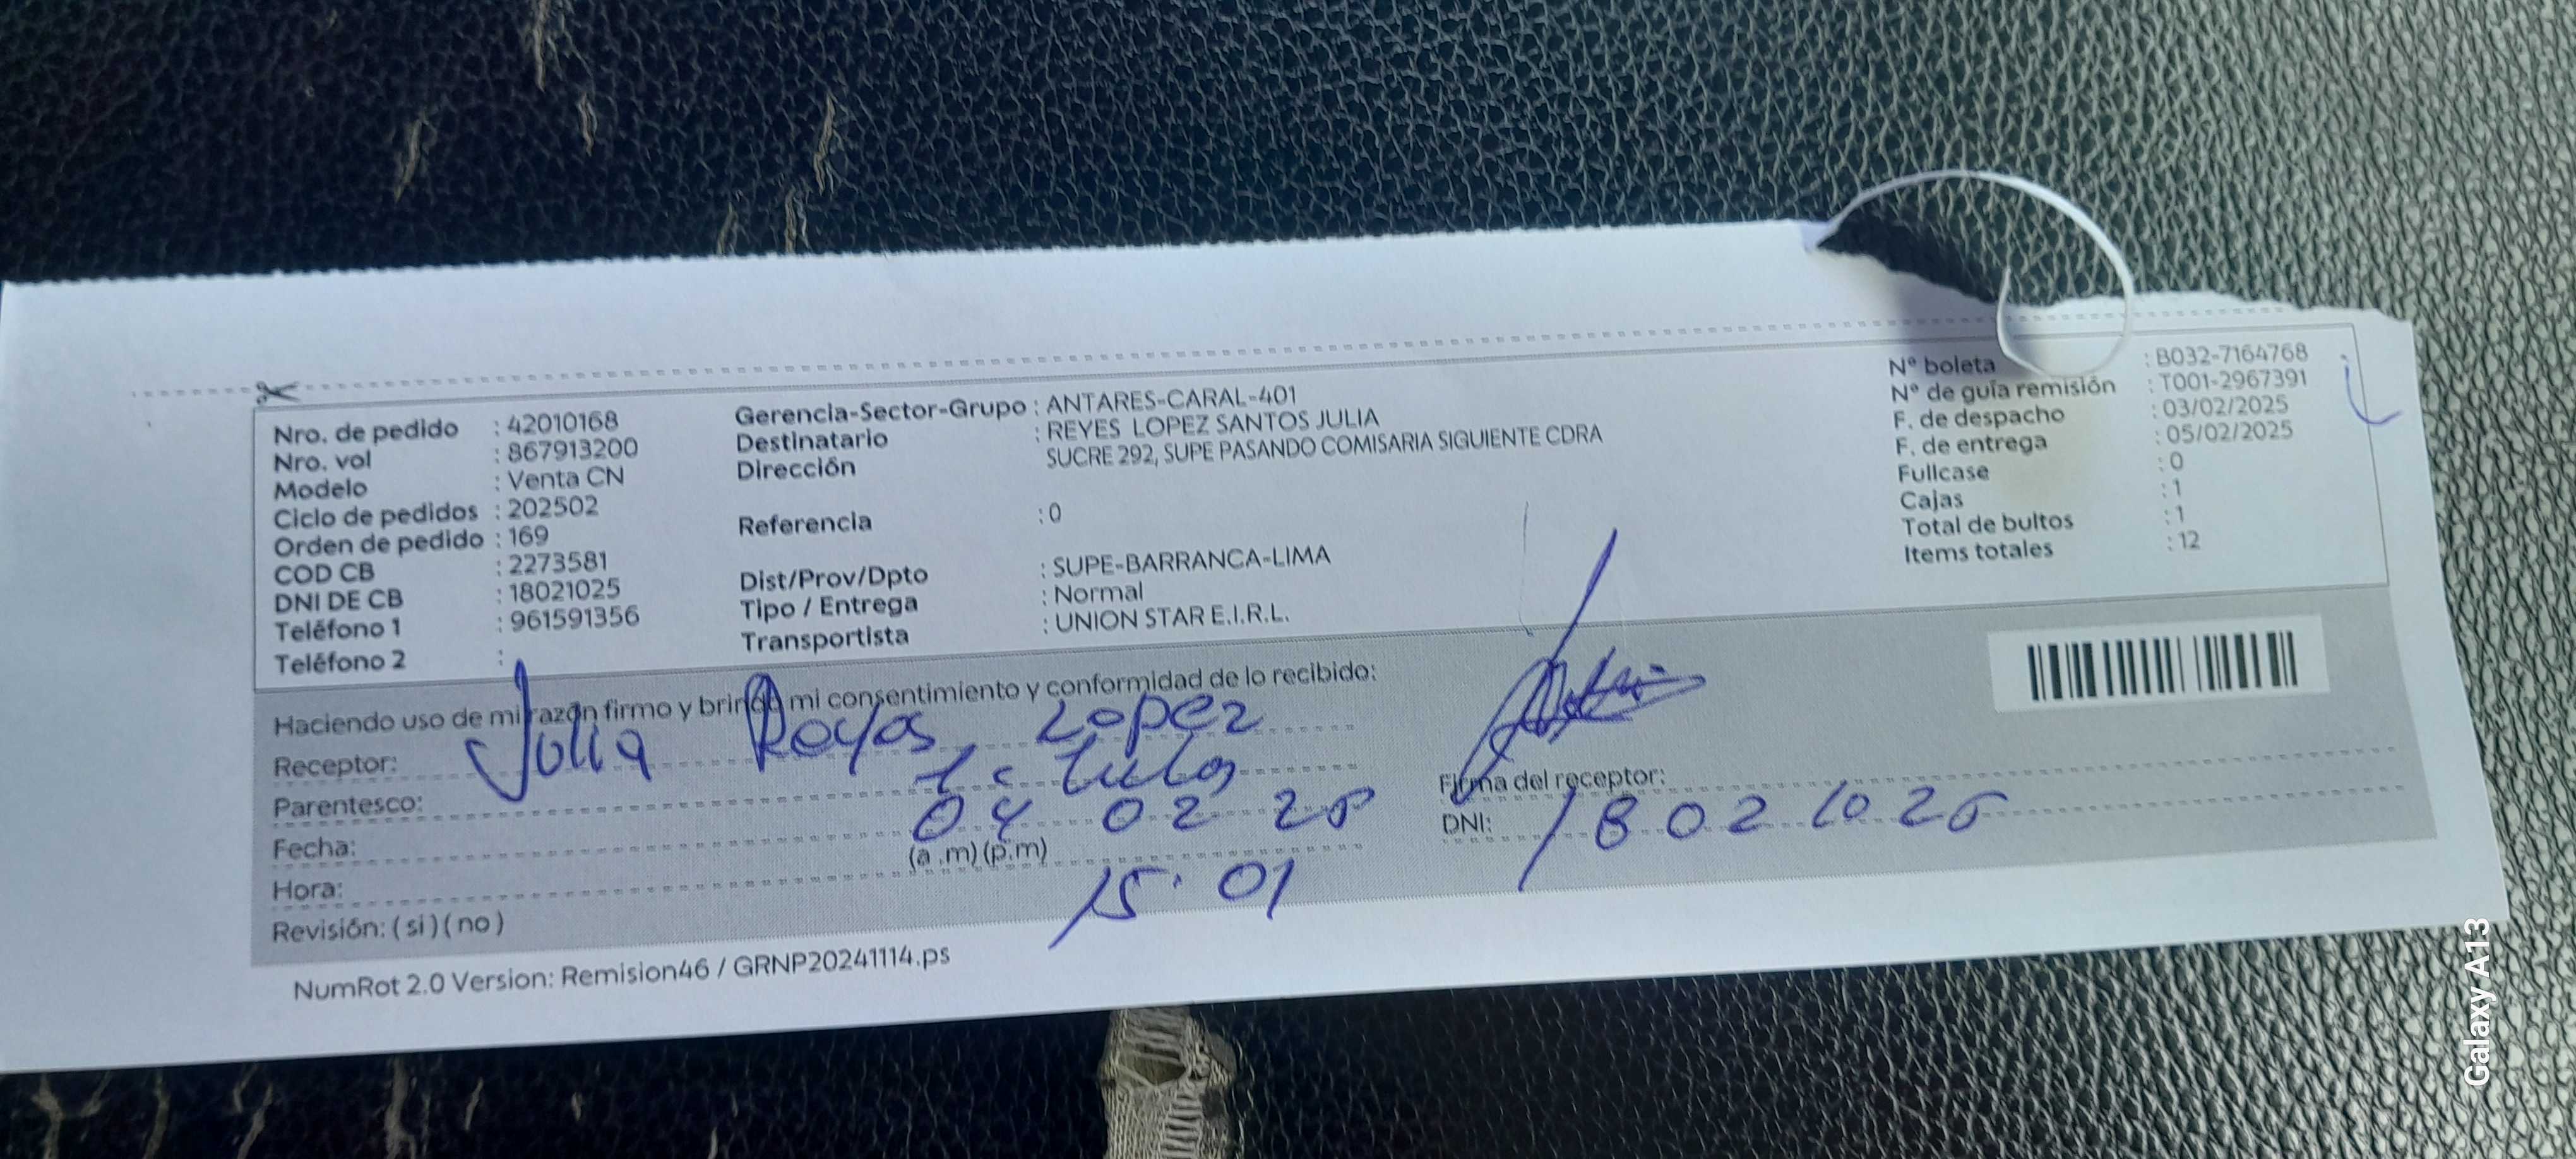 Nro. de pedido : 42010168
Nro. vol : 867913200
Modelo : Venta CN
Ciclo de pedidos : 202502
Orden de pedido : 169
COD CB : 2273581
DNI DE CB : 18021025
Teléfono 1 : 961591356
Teléfono 2 :
Gerencia-Sector-Grupo : ANTARES-CARAL-401
Destinatario : REYES LOPEZ SANTOS JULIA
Dirección SUCRE 292, SUPE PASANDO COMISARIA SIGUIENTE CDRA
Referencia : 0
Dist/Prov/Dpto : SUPE-BARRANCA-LIMA
Tipo / Entrega : Normal
Transportista : UNION STAR E.I.R.L.
Nº boleta : B032-7164768
Nº de guía remisión : T001-2967391
F. de despacho : 03/02/2025
F. de entrega : 05/02/2025
Fullcase : 0
Cajas : 1
Total de bultos : 1
Items totales : 12
Haciendo uso de mi razón firmo y brindo mi consentimiento y conformidad de lo recibido:
Receptor: Julia Reyes Lopez
Parentesco:
Fecha: 04 02 25
Hora: (a .m) (p.m) 15:01
Revisión: ( si ) ( no )
Firma del receptor:
DNI: 18021025
NumRot 2.0 Version: Remision46 / GRNP20241114.ps
Galaxy A13